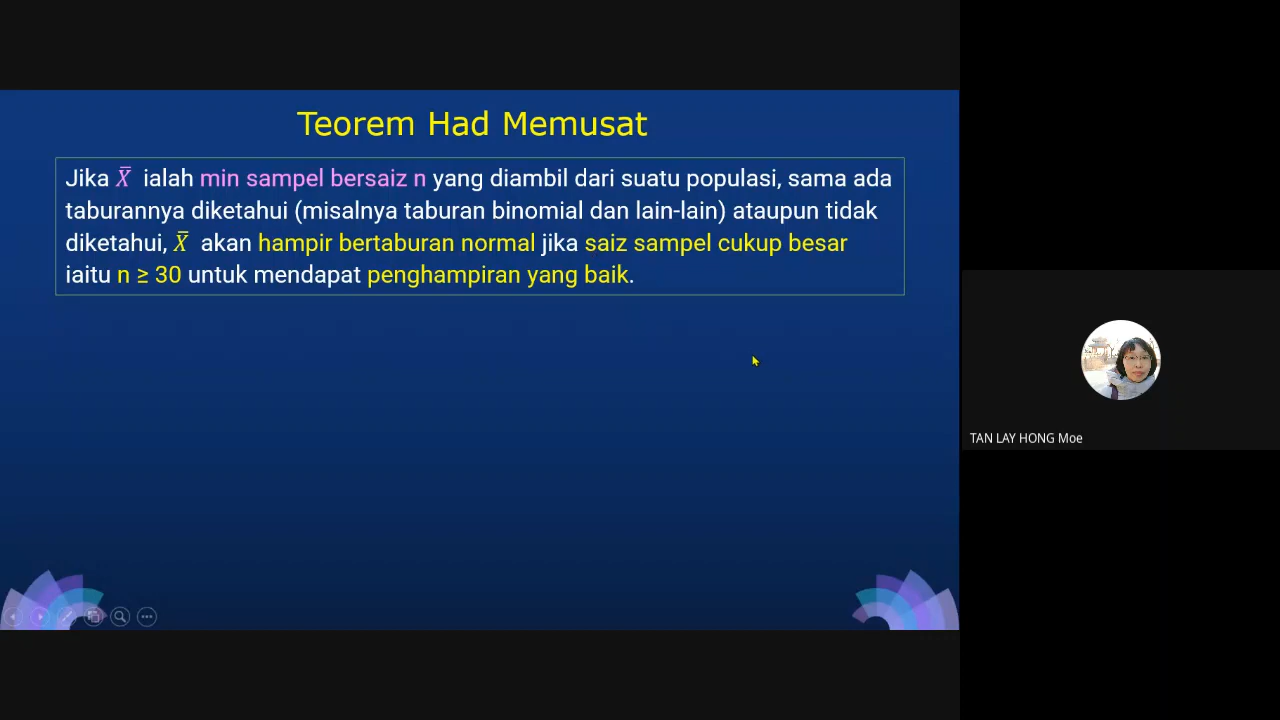 Teorem Had Memusat
Jika X̄ ialah min sampel bersaiz n yang diambil dari suatu populasi, sama ada
taburannya diketahui (misalnya taburan binomial dan lain-lain) ataupun tidak
diketahui, X̄ akan hampir bertaburan normal jika saiz sampel cukup besar
iaitu n ≥ 30 untuk mendapat penghampiran yang baik.
TAN LAY HONG Moe